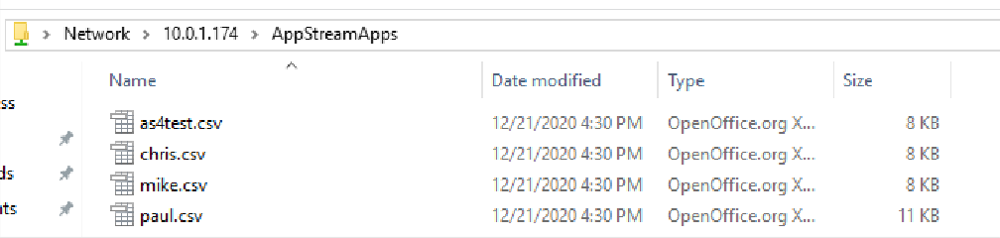 Network > 10.0.1.174 > AppStreamApps
Name Date modified Type Size
ss
as4test.csv 12/21/2020 4:30 PM OpenOffice.org X... 8 KB
chris.csv 12/21/2020 4:30 PM OpenOffice.org X... 8 KB
ds
mike.csv 12/21/2020 4:30 PM OpenOffice.org X... 8 KB
nts
paul.csv 12/21/2020 4:30 PM OpenOffice.org X... 11 KB